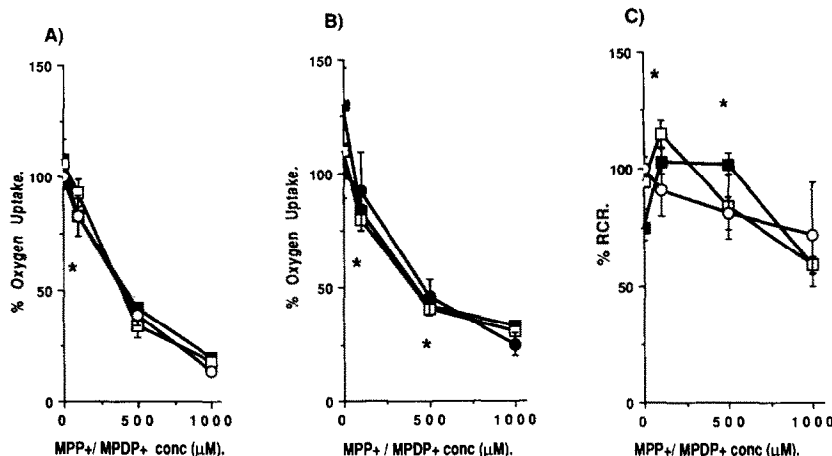 A)
B)
C)
150
100
50
0
% Oxygen Uptake.
*
0 500 1000
MPP+/ MPDP+ conc (μM).
150
100
50
0
% Oxygen Uptake.
*
*
0 500 1000
MPP+/ MPDP+ conc (μM).
150
100
50
0
% RCR.
*
*
0 500 1000
MPP+/ MPDP+ conc (μM).